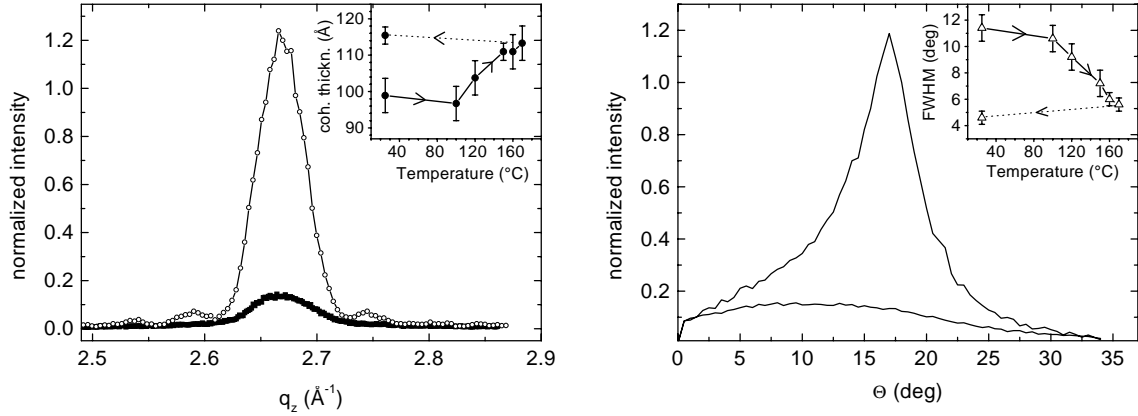 1.2
1.0
0.8
0.6
0.4
0.2
0.0
normalized intensity
2.5 2.6 2.7 2.8 2.9
q_z (Å⁻¹)
120
110
100
90
coh. thickn. (Å)
40 80 120 160
Temperature (°C)
1.2
1.0
0.8
0.6
0.4
0.2
normalized intensity
0 5 10 15 20 25 30 35
Θ (deg)
12
10
8
6
4
FWHM (deg)
40 80 120 160
Temperature (°C)